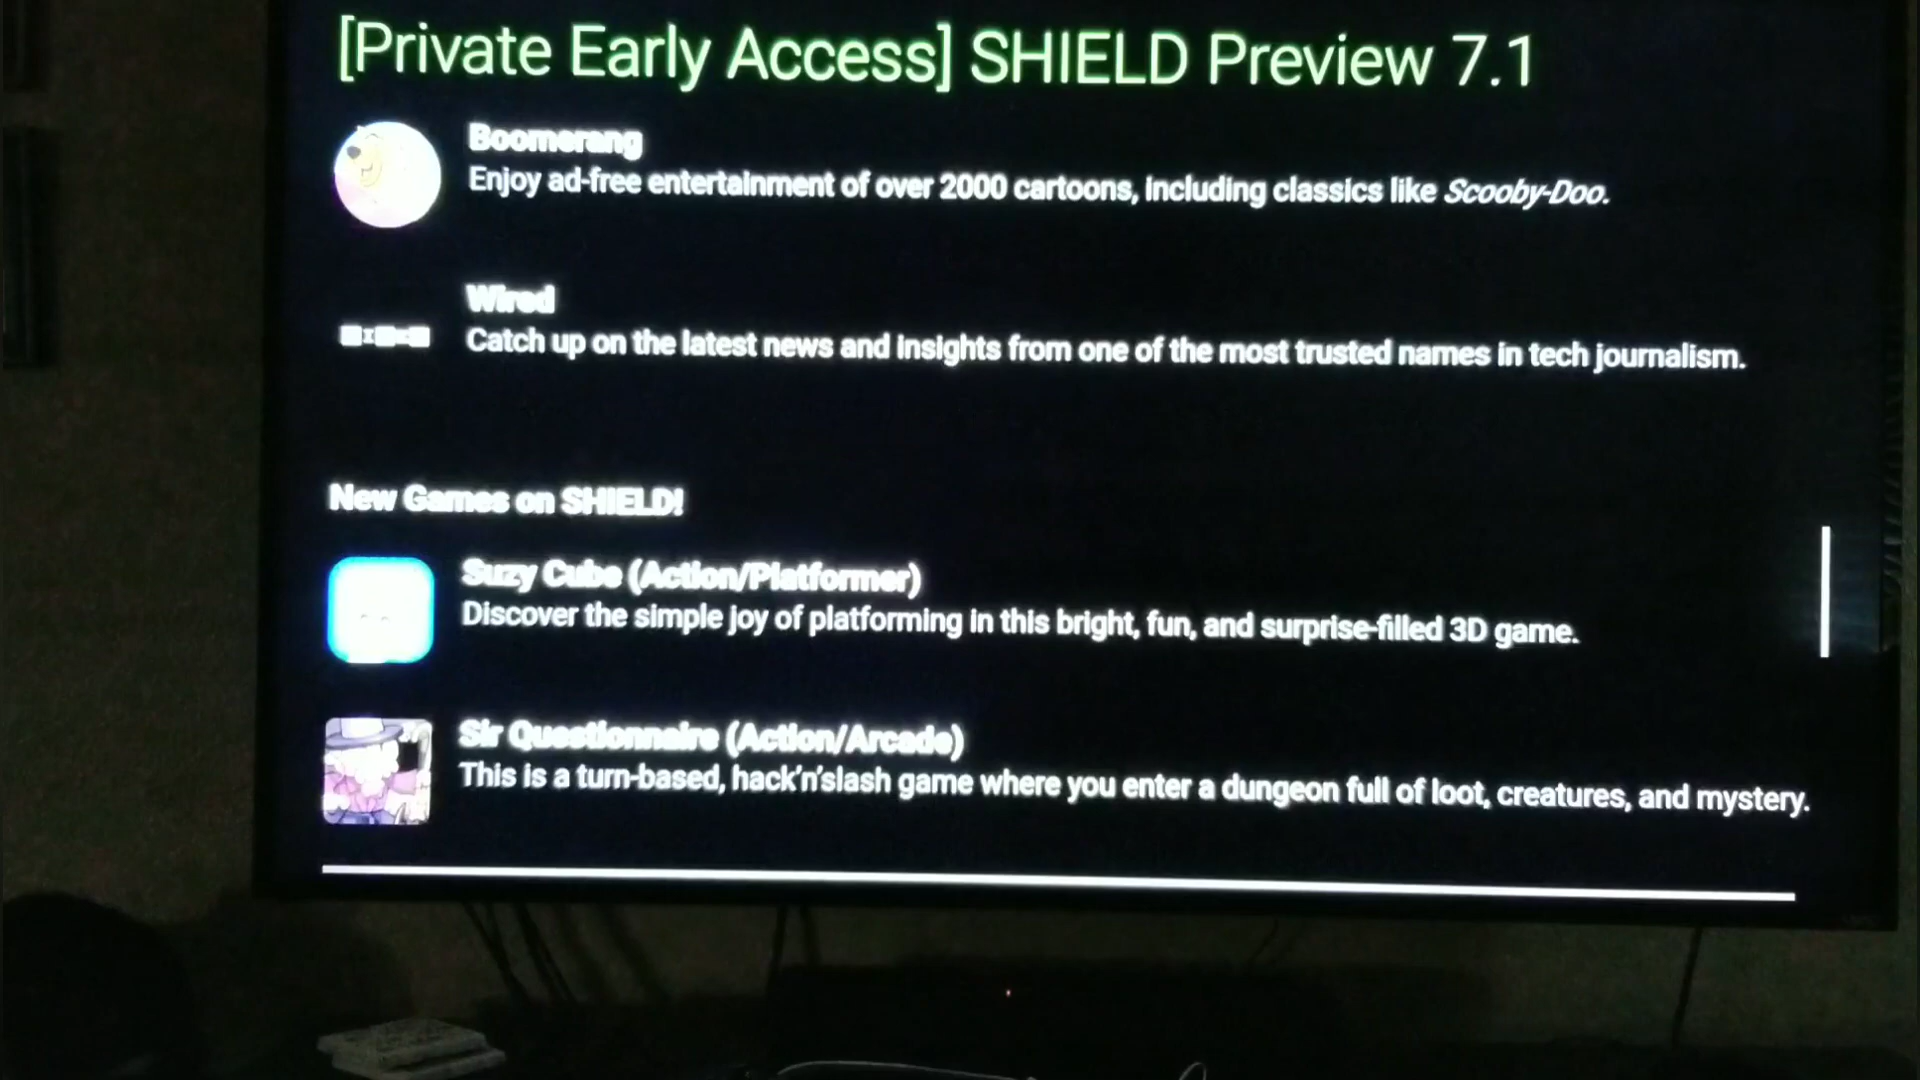 [Private Early Access] SHIELD Preview 7.1
Boomerang
Enjoy ad-free entertainment of over 2000 cartoons, including classics like Scooby-Doo.
Wired
Catch up on the latest news and insights from one of the most trusted names in tech journalism.
New Games on SHIELD!
Suzy Cube (Action/Platformer)
Discover the simple joy of platforming in this bright, fun, and surprise-filled 3D game.
Sir Questionnaire (Action/Arcade)
This is a turn-based, hack'n'slash game where you enter a dungeon full of loot, creatures, and mystery.